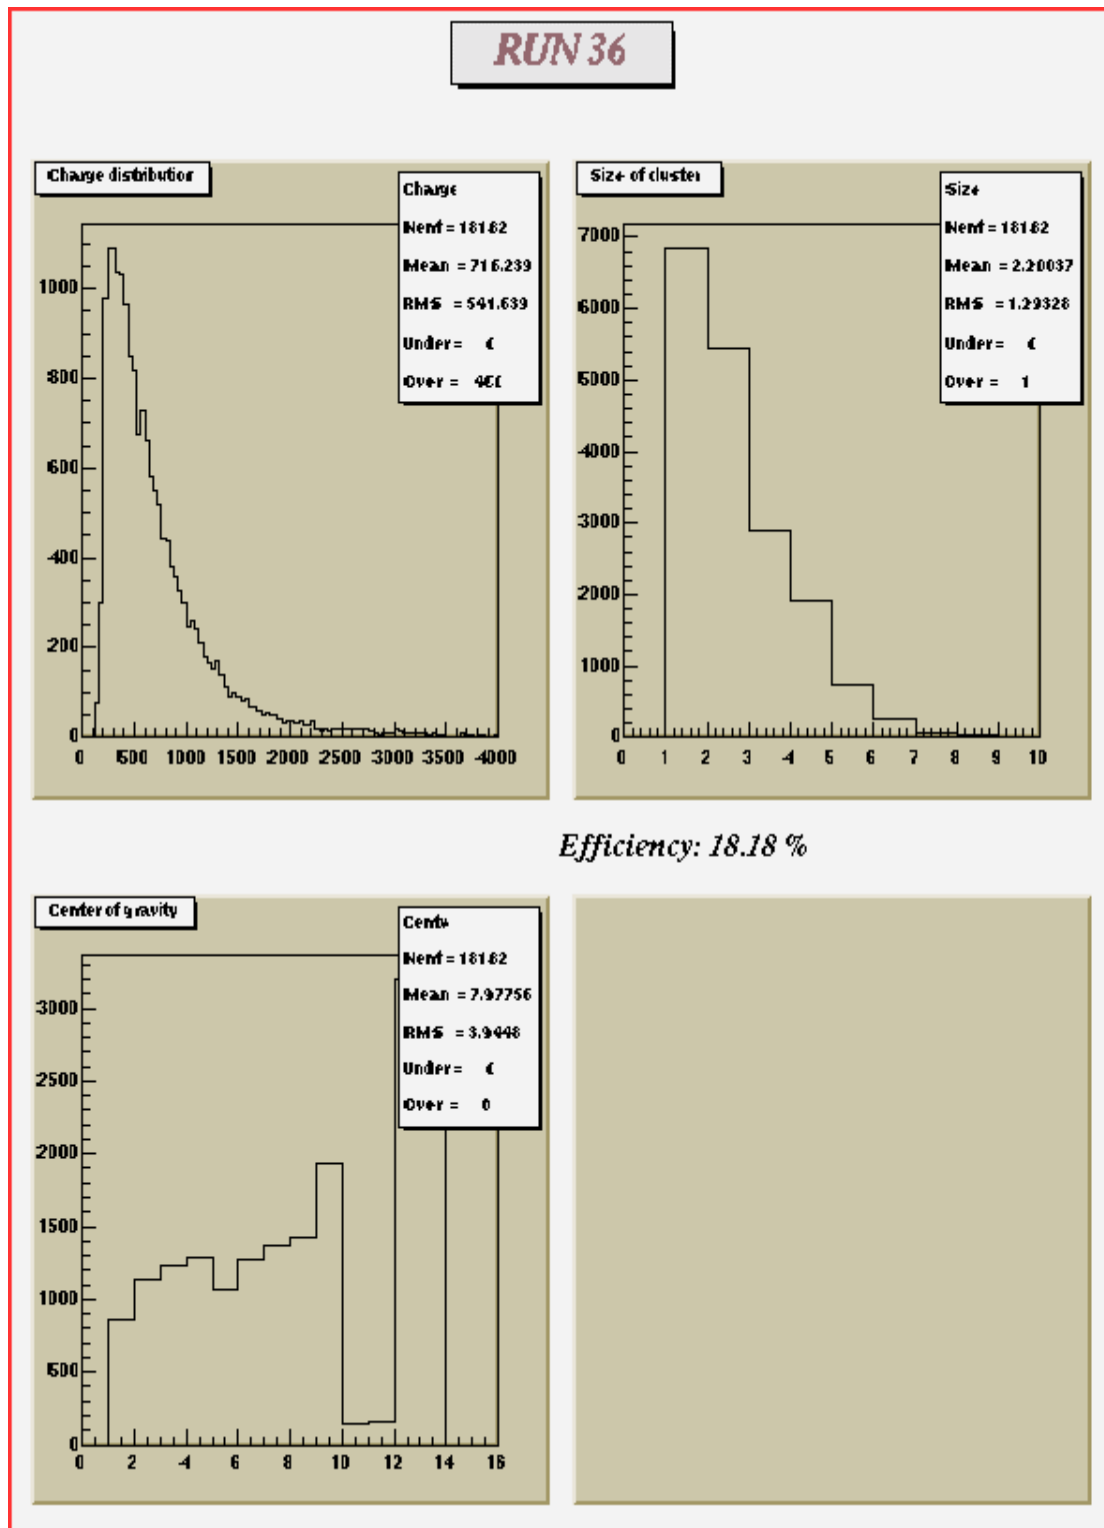 RUN 36
Charge distribution
Charge
Nent = 18182
Mean = 716.239
RMS = 541.639
Under = 0
Over =
1000
800
600
400
200
0
0 500 1000 1500 2000 2500 3000 3500 4000
Size of cluster
Size
Nent = 18182
Mean = 2.20037
RMS = 1.29328
Under = 0
Over = 1
7000
6000
5000
4000
3000
2000
1000
0
0 1 2 3 4 5 6 7 8 9 10
Efficiency: 18.18 %
Center of gravity
Nent = 18182
Mean = 7.97756
RMS = 3.9448
Under = 0
Over = 0
3000
2500
2000
1500
1000
500
0
0 2 4 6 8 10 12 14 16